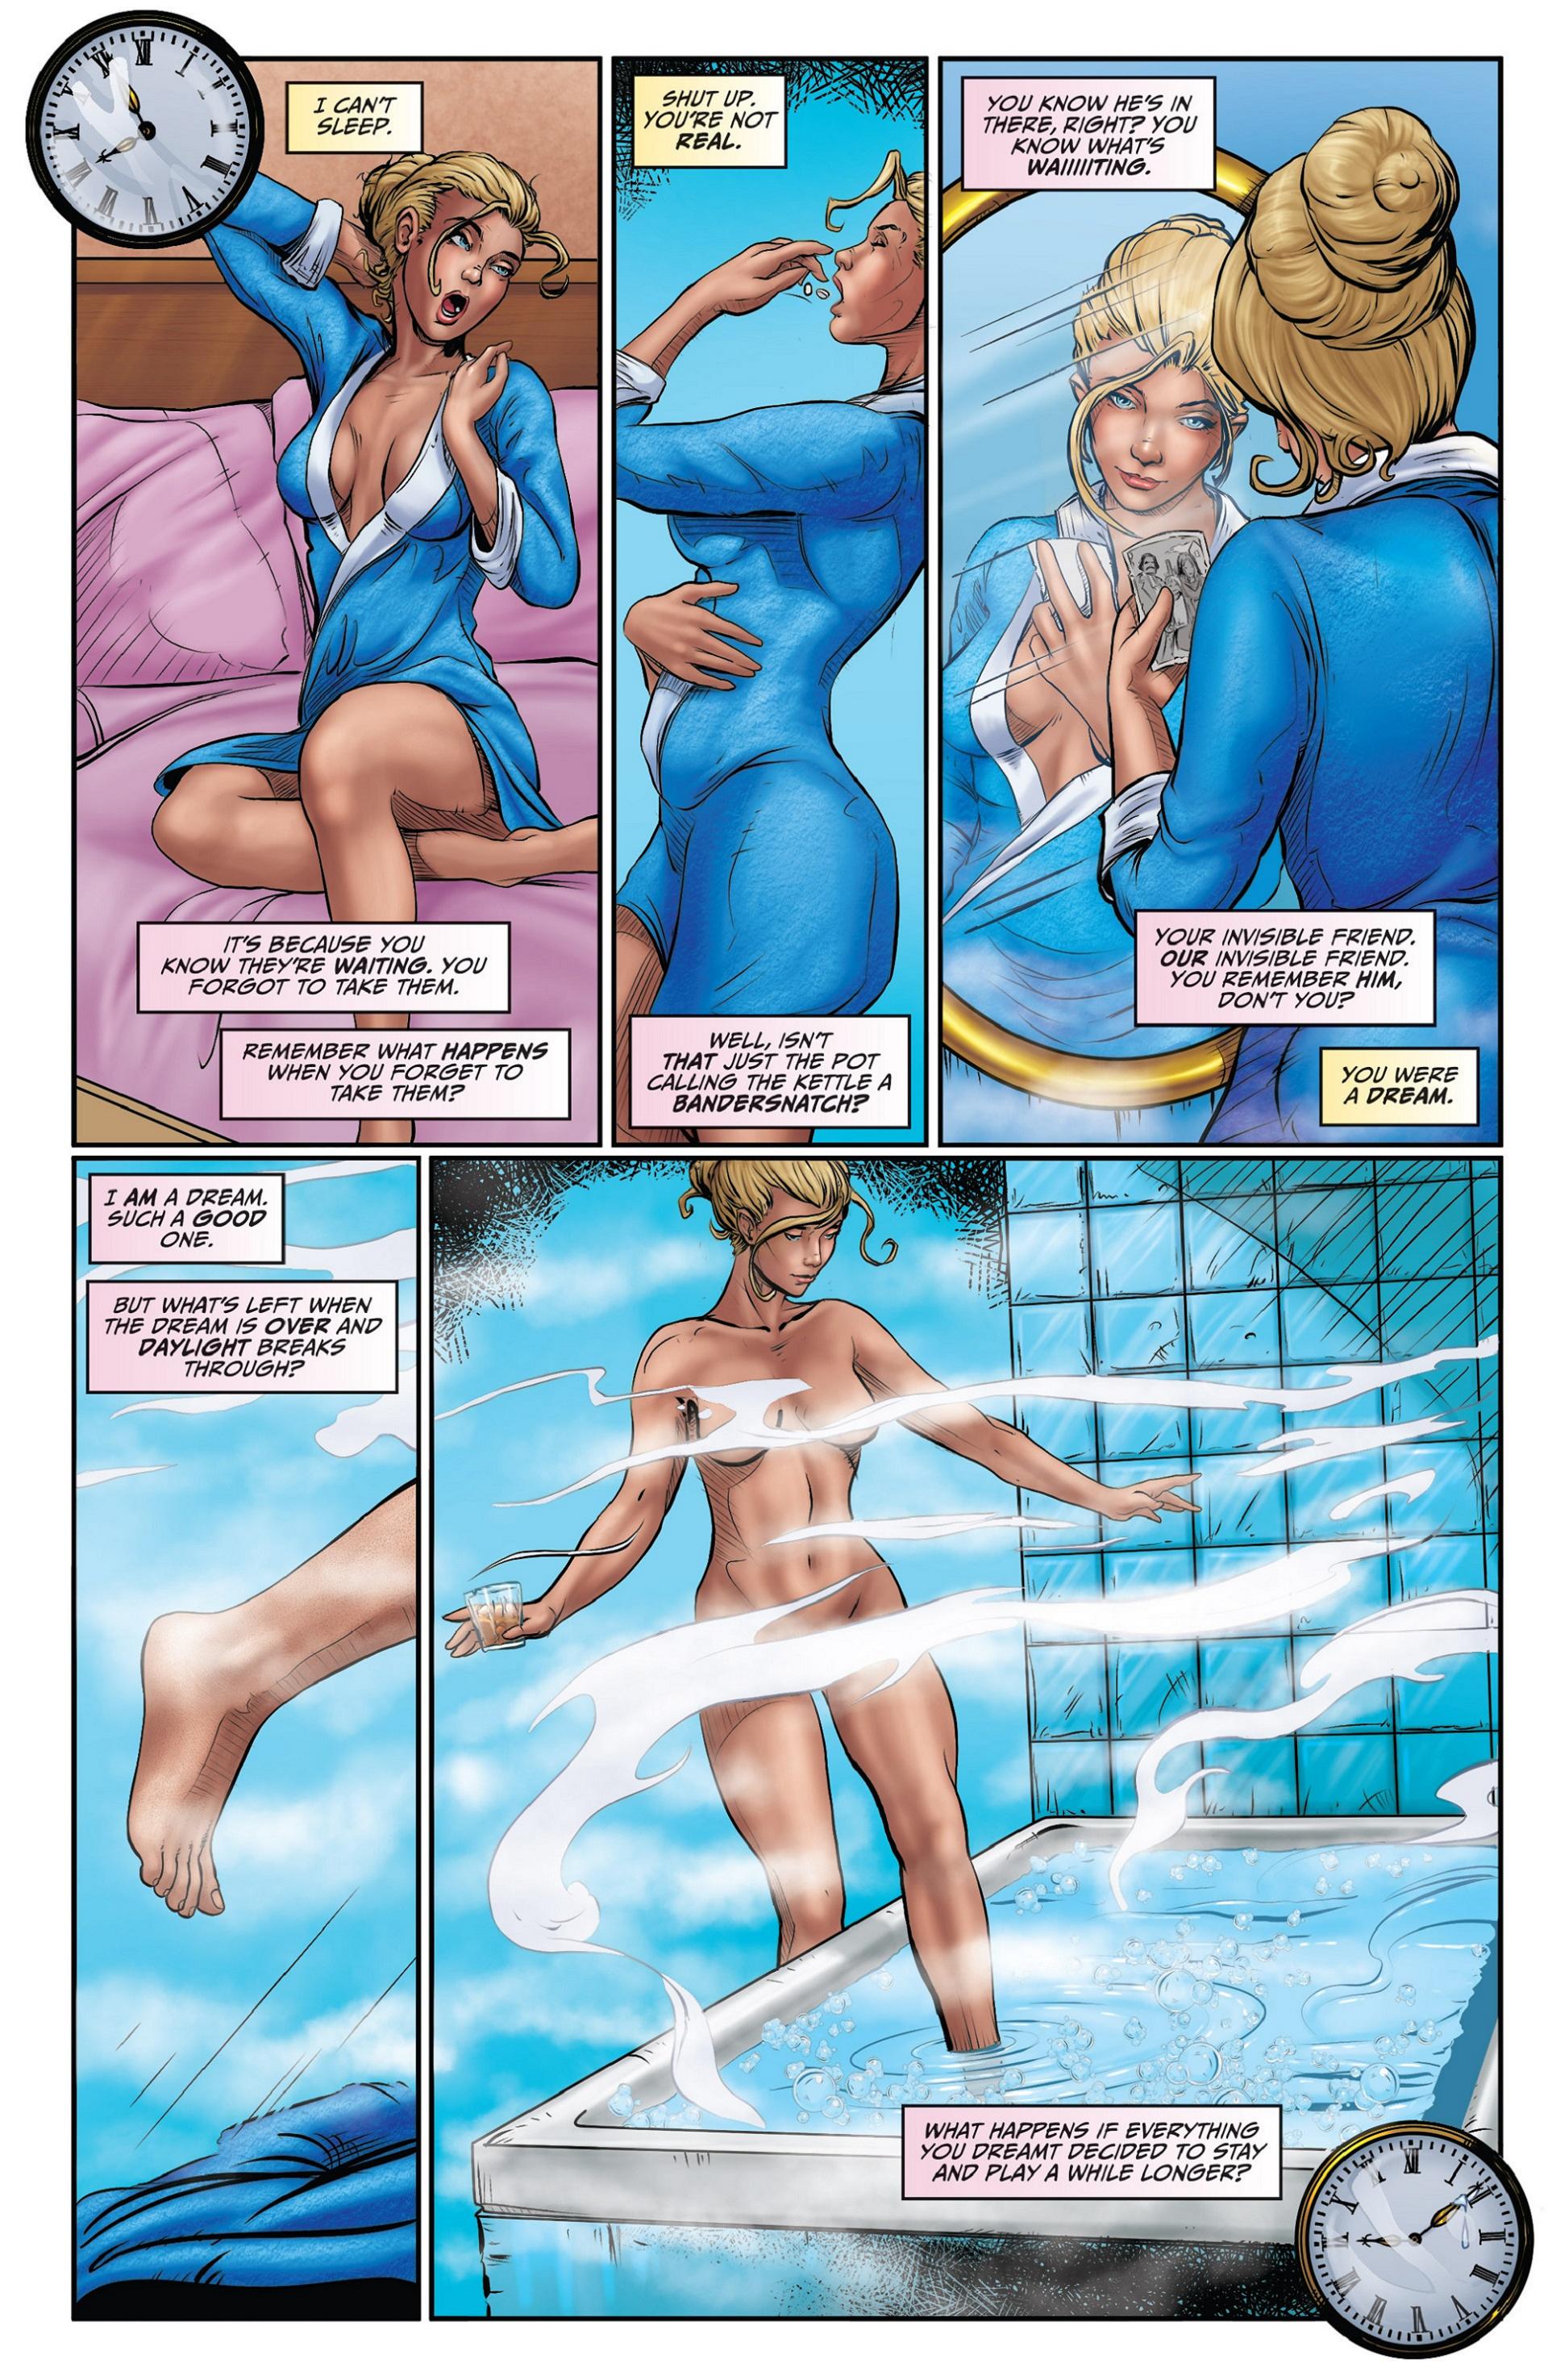 I CAN'T
SLEEP.
IT'S BECAUSE YOU
KNOW THEY'RE WAITING. YOU
FORGOT TO TAKE THEM.
REMEMBER WHAT HAPPENS
WHEN YOU FORGET TO
TAKE THEM?
SHUT UP.
YOU'RE NOT
REAL.
WELL, ISN'T
THAT JUST THE POT
CALLING THE KETTLE A
BANDERSNATCH?
YOU KNOW HE'S IN
THERE, RIGHT? YOU
KNOW WHAT'S
WAIIIIITING.
YOUR INVISIBLE FRIEND.
OUR INVISIBLE FRIEND.
YOU REMEMBER HIM,
DON'T YOU?
YOU WERE
A DREAM.
I AM A DREAM.
SUCH A GOOD
ONE.
BUT WHAT'S LEFT WHEN
THE DREAM IS OVER AND
DAYLIGHT BREAKS
THROUGH?
WHAT HAPPENS IF EVERYTHING
YOU DREAMT DECIDED TO STAY
AND PLAY A WHILE LONGER?